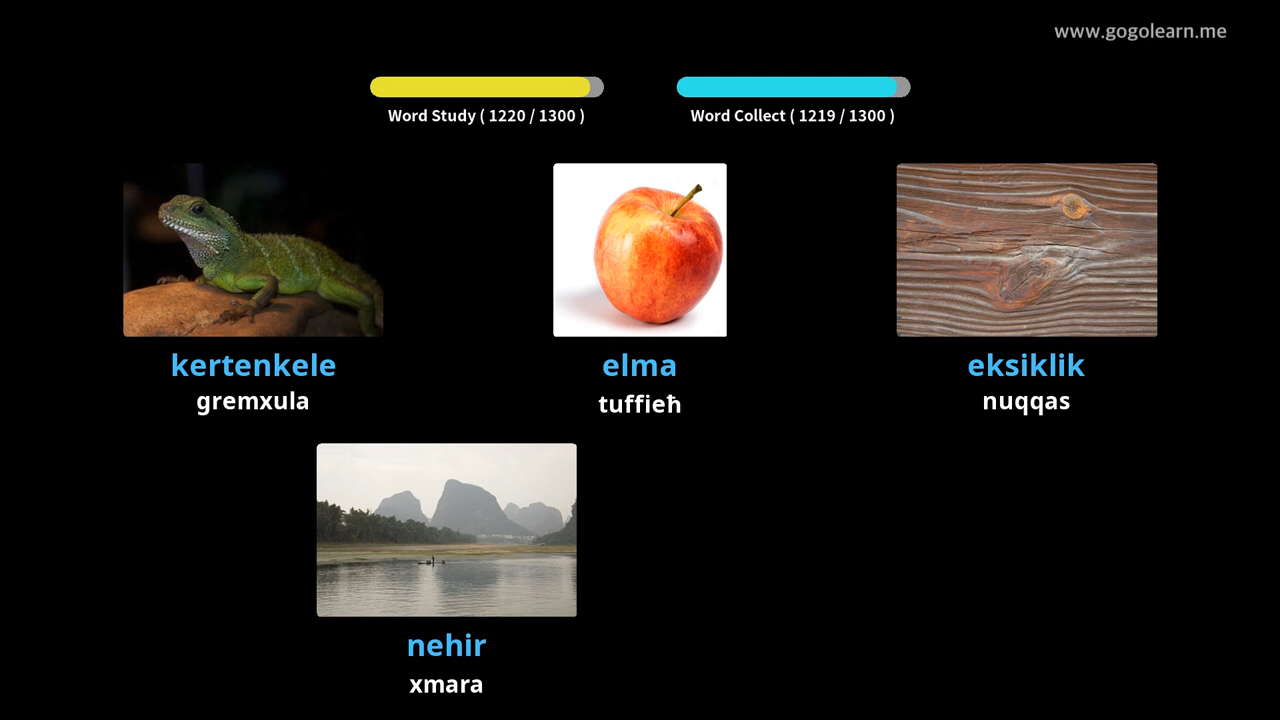 www.gogolearn.me
Word Study ( 1220 / 1300 )
Word Collect ( 1219 / 1300 )
kertenkele
gremxula
elma
tuffieħ
eksiklik
nuqqas
nehir
xmara